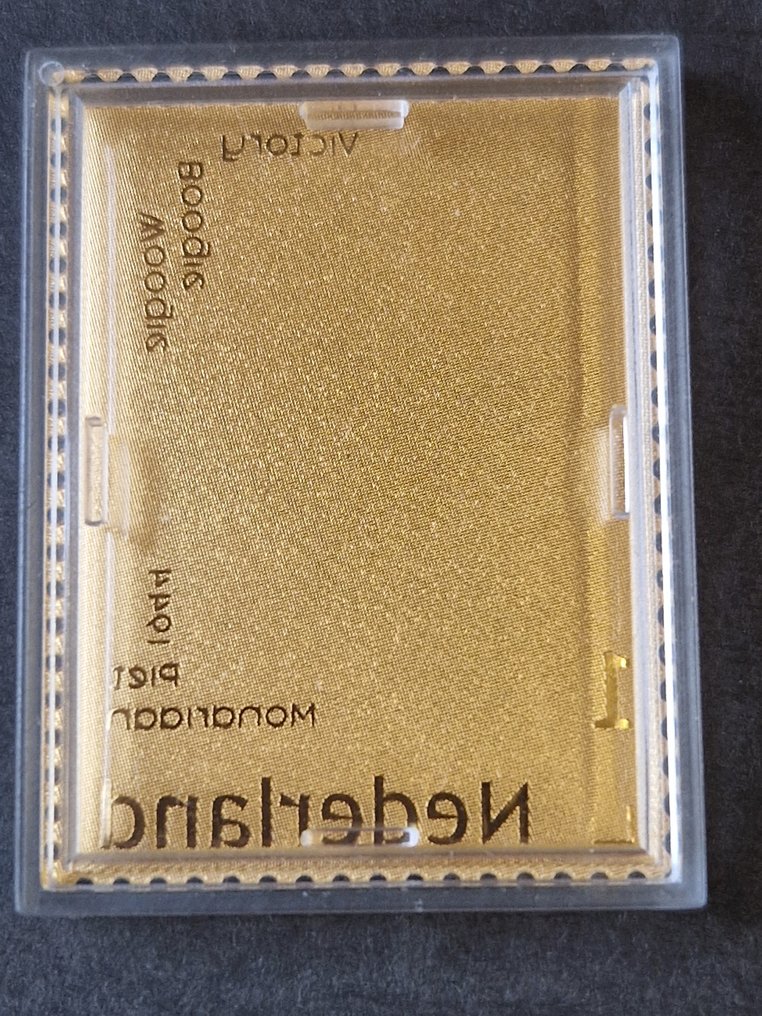 Victory
Boogie
Woogie
1944
Piet
Mondriaan
1
Nederland